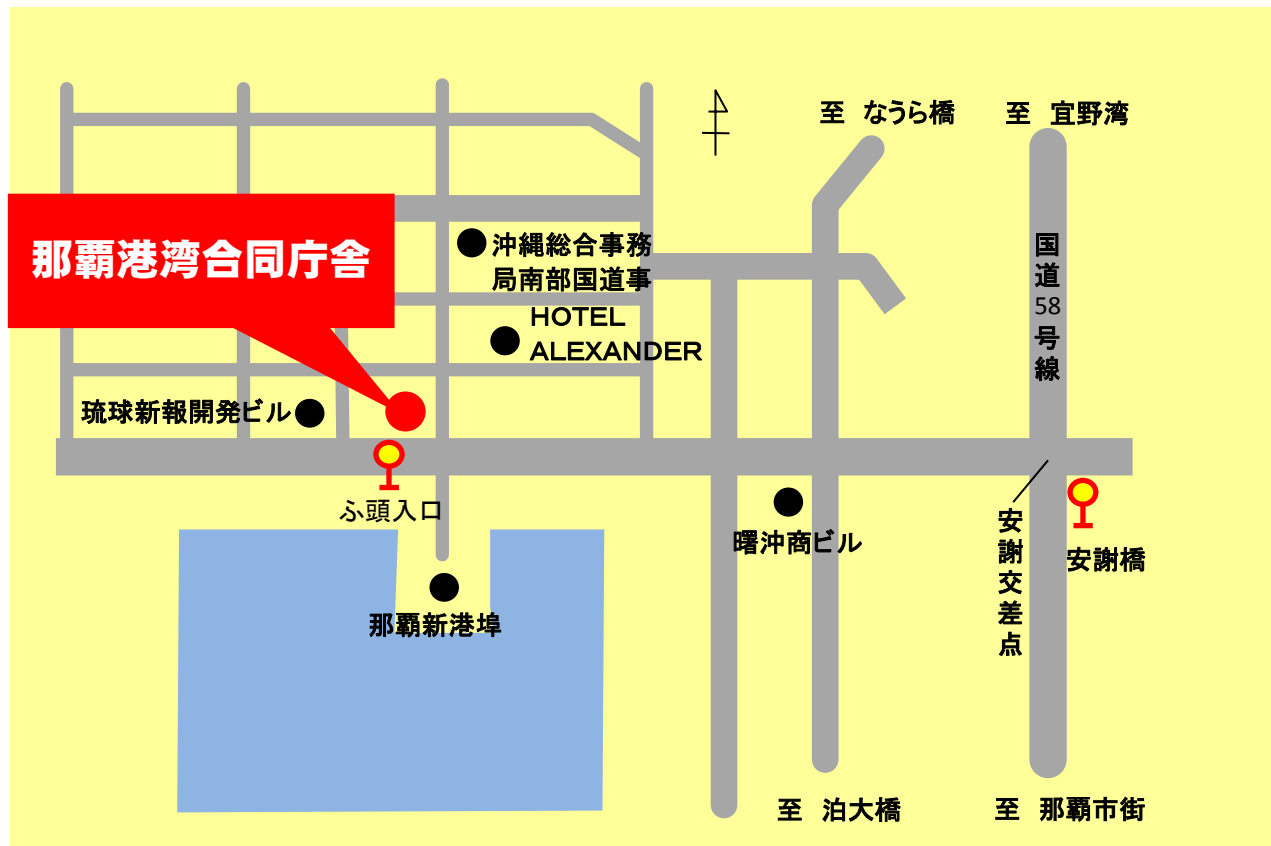 至 なうら橋
至 宜野湾
那覇港湾合同庁舎
沖縄総合事務
局南部国道事
HOTEL
ALEXANDER
国道58号線
琉球新報開発ビル
ふ頭入口
曙沖商ビル
安謝交差点
安謝橋
那覇新港埠
至 泊大橋
至 那覇市街